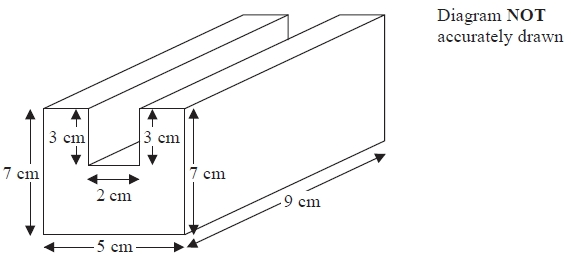 Diagram NOT
accurately drawn
3 cm
3 cm
7 cm
7 cm
2 cm
9 cm
5 cm